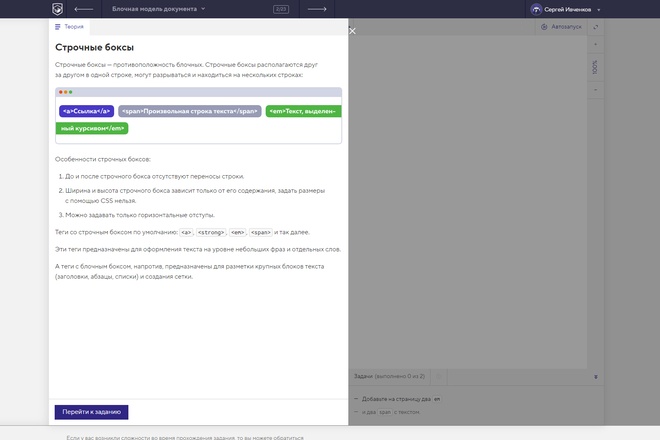 Блочная модель документа
2/23
Сергей Ивченков
Теория
Автозапуск
Строчные боксы
Строчные боксы — противоположность блочных. Строчные боксы располагаются друг
за другом в одной строке, могут разрываться и находиться на нескольких строках:
<a>Ссылка</a> <span>Произвольная строка текста</span> <em>Текст, выделен-
ный курсивом</em>
100%
Особенности строчных боксов:
1. До и после строчного бокса отсутствуют переносы строки.
2. Ширина и высота строчного бокса зависит только от его содержания, задать размеры
с помощью CSS нельзя.
3. Можно задавать только горизонтальные отступы.
Теги со строчным боксом по умолчанию: <a>, <strong>, <em>, <span> и так далее.
Эти теги предназначены для оформления текста на уровне небольших фраз и отдельных слов.
А теги с блочным боксом, напротив, предназначены для разметки крупных блоков текста
(заголовки, абзацы, списки) и создания сетки.
Задачи (выполнено 0 из 2)
— Добавьте на страницу два em
— и два span с текстом.
Перейти к заданию
Если у вас возникли сложности во время прохождения задания, то вы можете обратиться